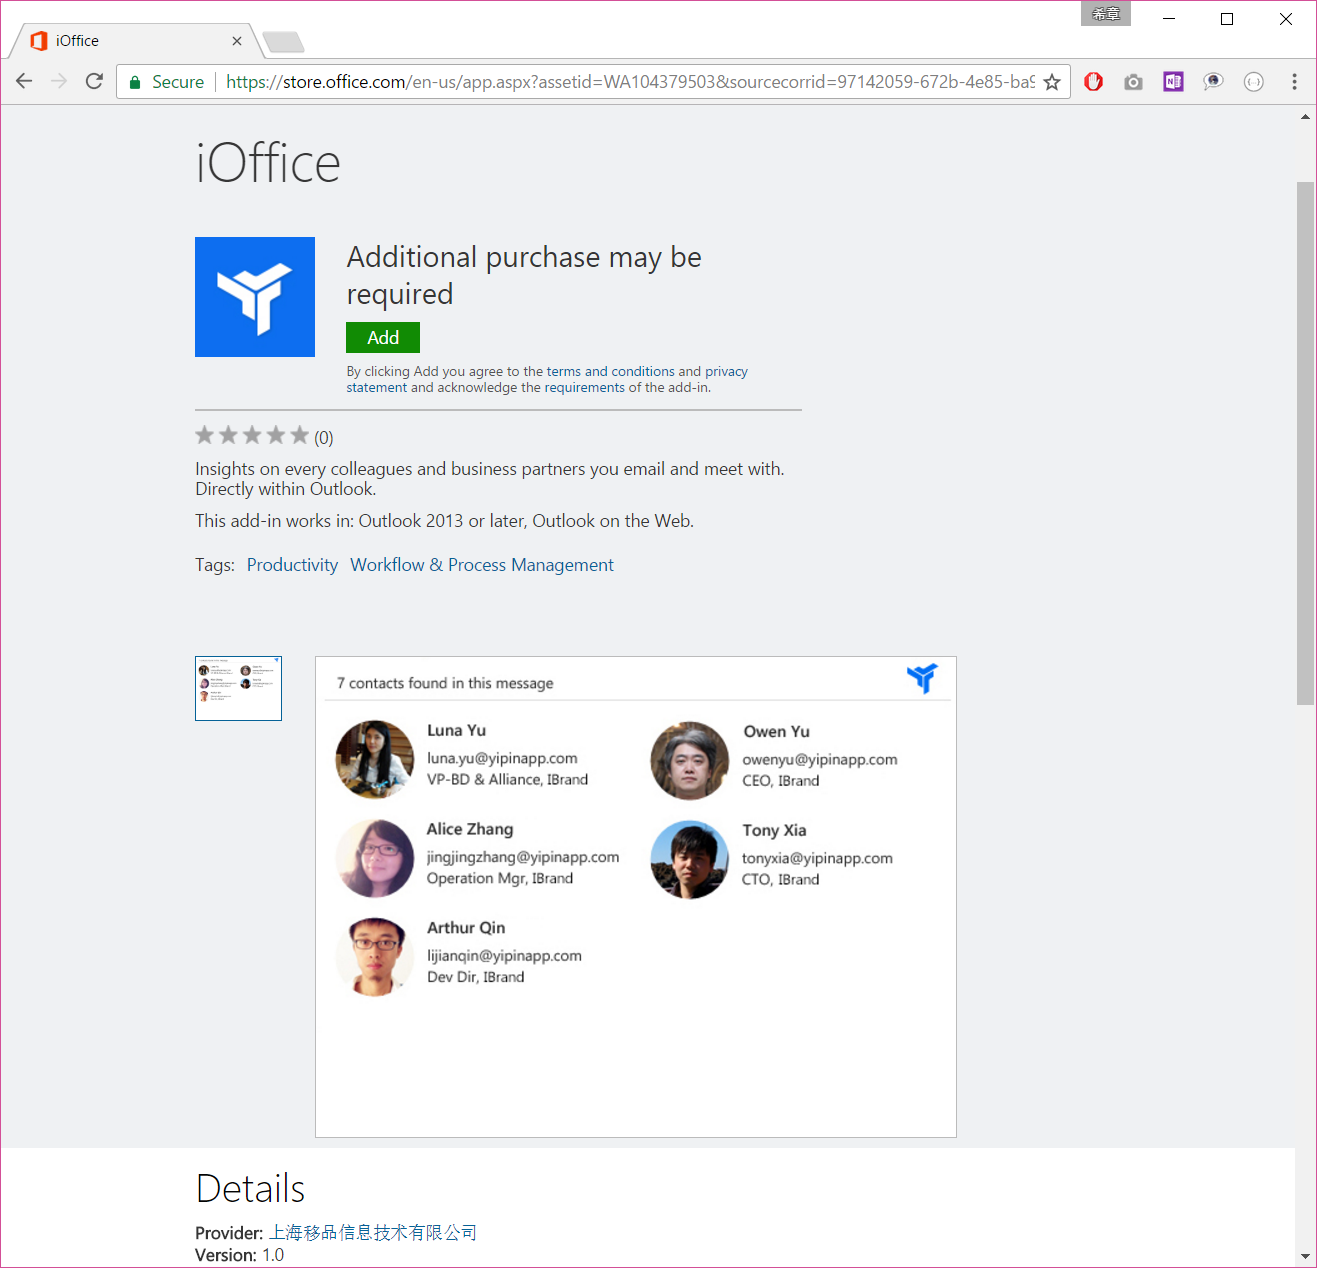 希章
iOffice
Secure
https://store.office.com/en-us/app.aspx?assetid=WA104379503&sourcecorrid=97142059-672b-4e85-ba9
iOffice
Additional purchase may be
required
Add
By clicking Add you agree to the terms and conditions and privacy
statement and acknowledge the requirements of the add-in.
(0)
Insights on every colleagues and business partners you email and meet with.
Directly within Outlook.
This add-in works in: Outlook 2013 or later, Outlook on the Web.
Tags: Productivity Workflow & Process Management
7 contacts found in this message
Luna Yu
luna.yu@yipinapp.com
VP-BD & Alliance, IBrand
Owen Yu
owenyu@yipinapp.com
CEO, IBrand
Alice Zhang
jingjingzhang@yipinapp.com
Operation Mgr, IBrand
Tony Xia
tonyxia@yipinapp.com
CTO, IBrand
Arthur Qin
lijianqin@yipinapp.com
Dev Dir, IBrand
Details
Provider: 上海移品信息技术有限公司
Version: 1.0